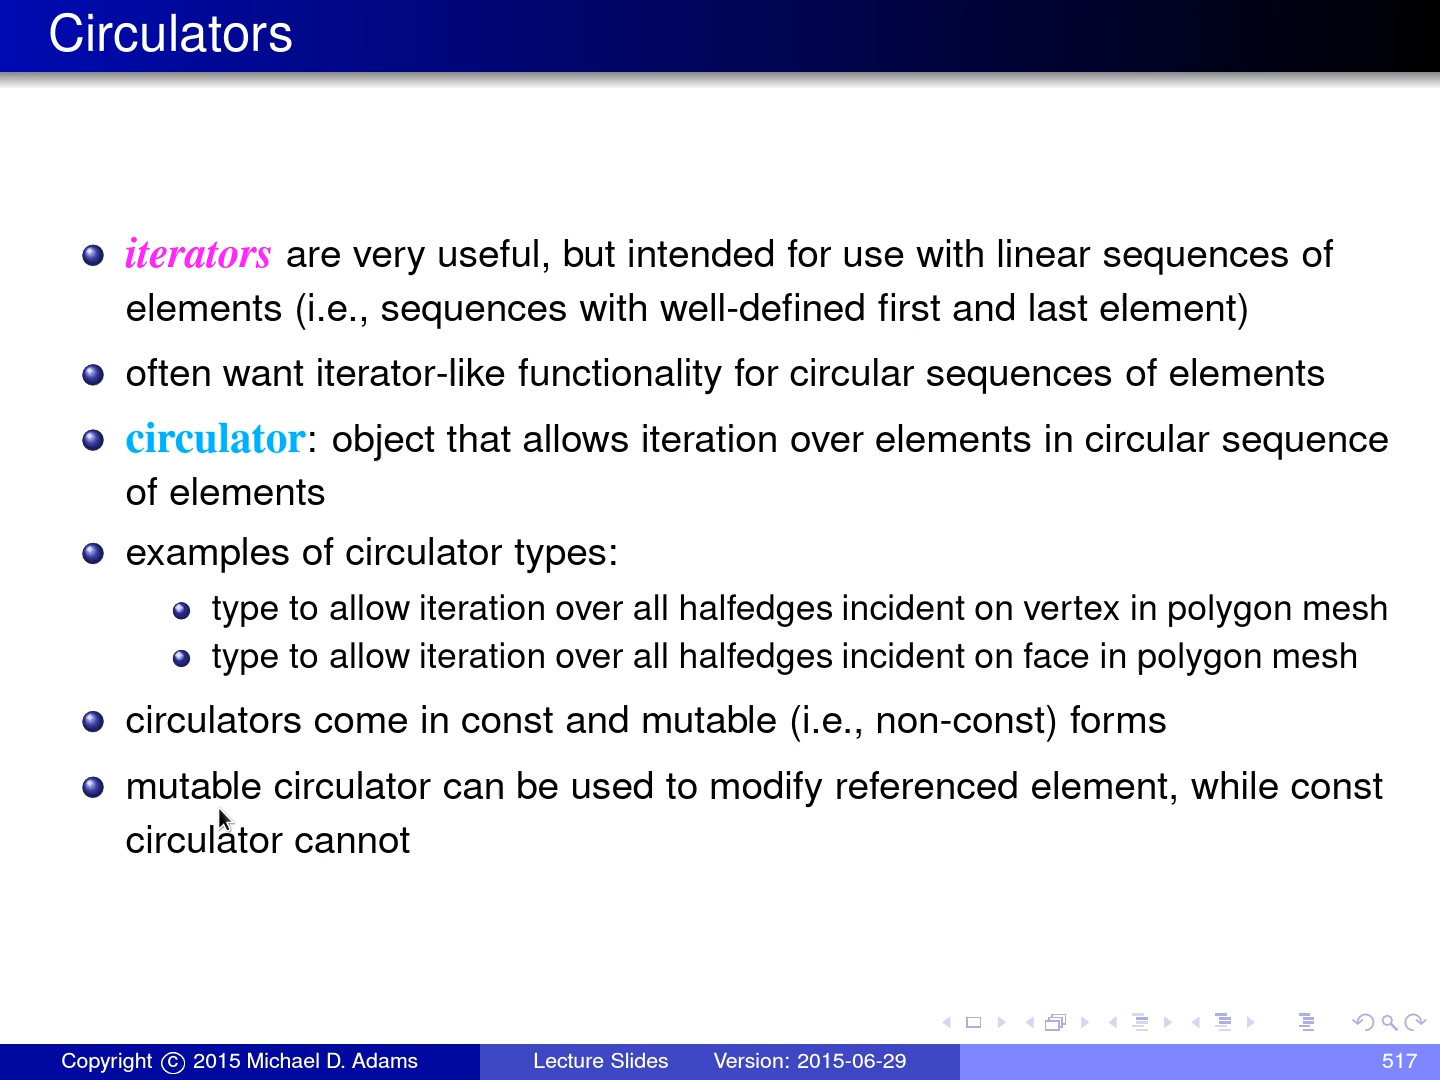 Circulators
iterators are very useful, but intended for use with linear sequences of
elements (i.e., sequences with well-defined first and last element)
often want iterator-like functionality for circular sequences of elements
circulator: object that allows iteration over elements in circular sequence
of elements
examples of circulator types:
type to allow iteration over all halfedges incident on vertex in polygon mesh
type to allow iteration over all halfedges incident on face in polygon mesh
circulators come in const and mutable (i.e., non-const) forms
mutable circulator can be used to modify referenced element, while const
circulator cannot
Copyright © 2015 Michael D. Adams Lecture Slides Version: 2015-06-29 517